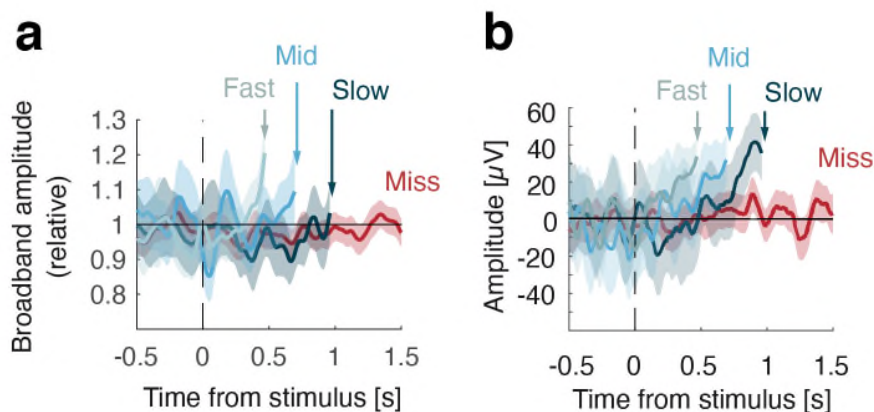 a
Mid
Fast
Slow
Miss
Broadband amplitude
(relative)
1.3
1.2
1.1
1
0.9
0.8
-0.5
0
0.5
1
1.5
Time from stimulus [s]
b
Mid
Fast
Slow
Miss
Amplitude [µV]
60
40
20
0
-20
-40
-0.5
0
0.5
1
1.5
Time from stimulus [s]